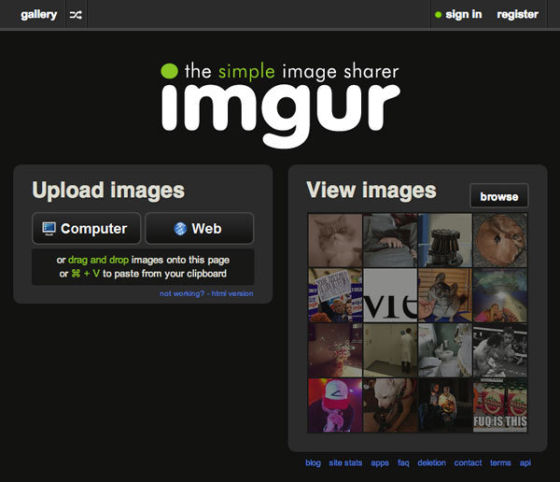 gallery
sign in register
the simple image sharer
imgur
Upload images
Computer Web
or drag and drop images onto this page
or ⌘ + V to paste from your clipboard
not working? - html version
View images
browse
VIE
FUQ IS THIS
blog site stats apps faq deletion contact terms api